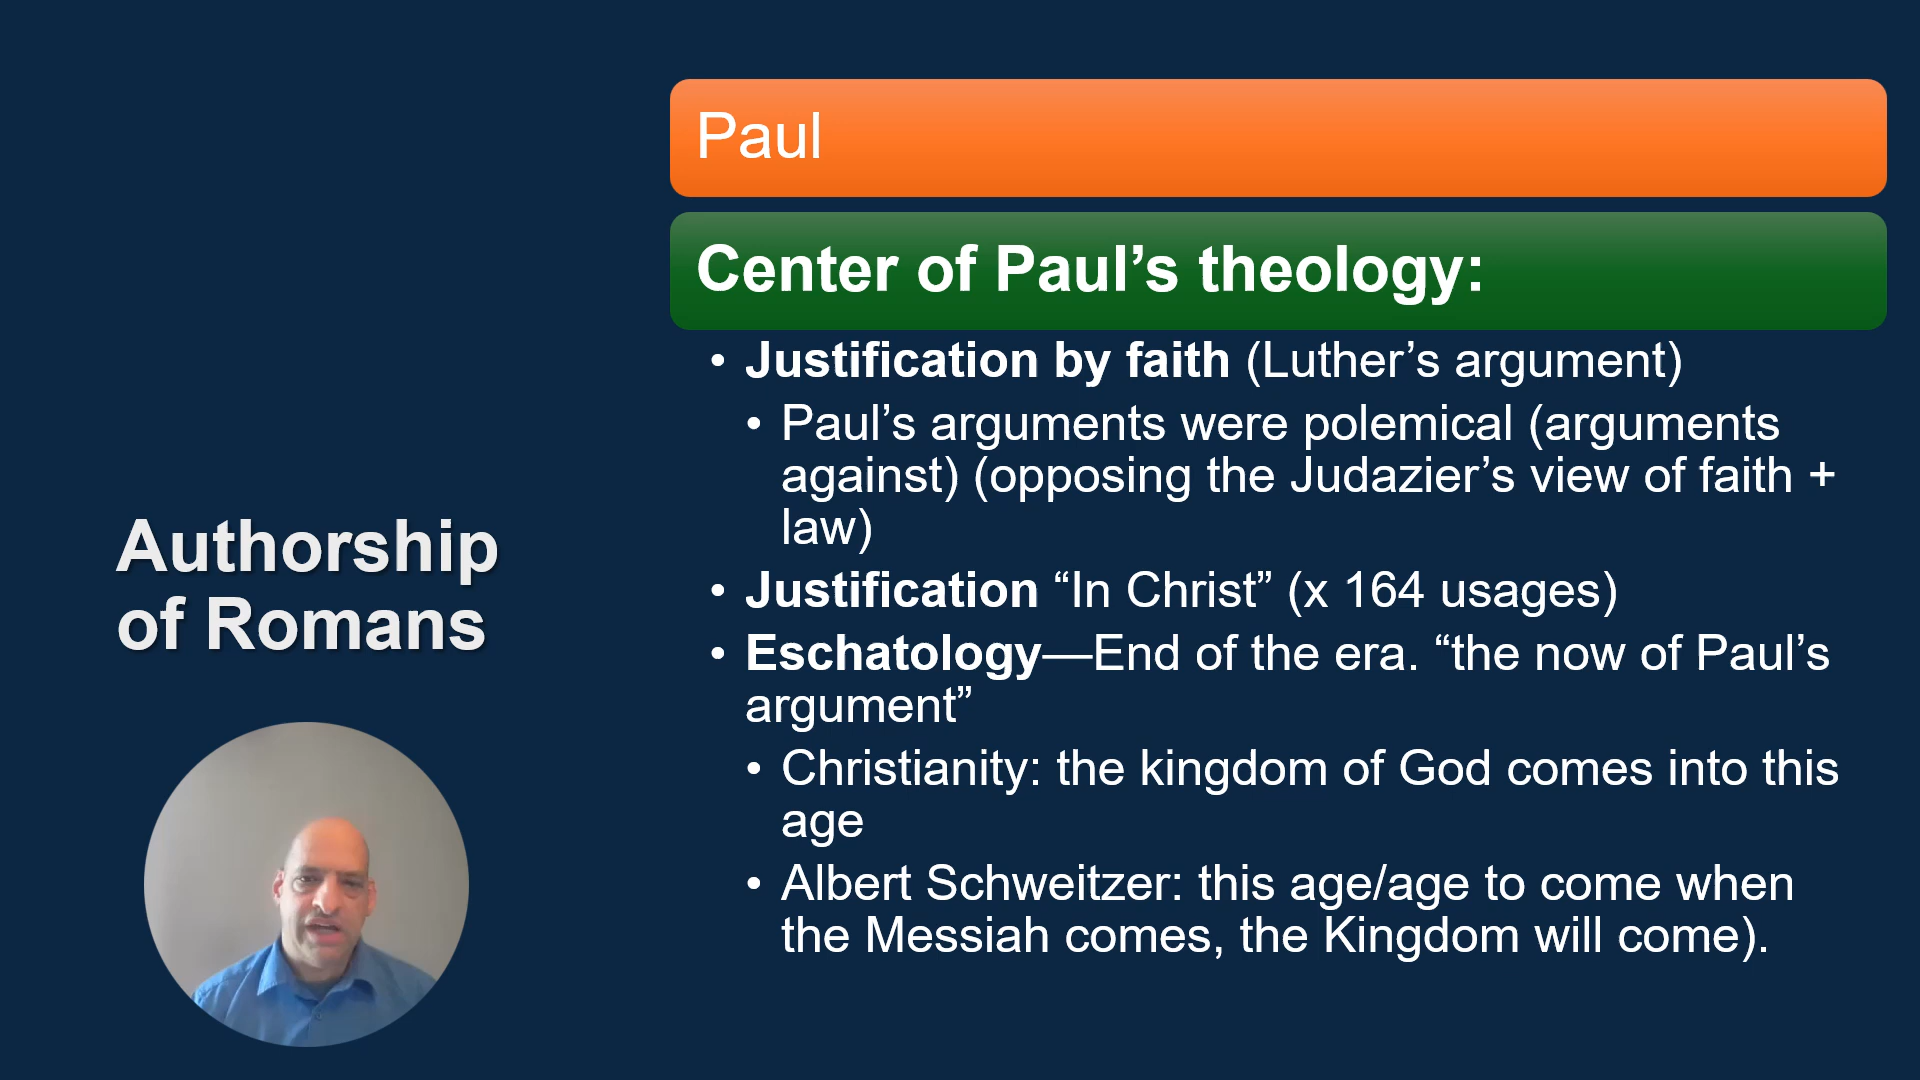 Paul
Center of Paul’s theology:
• Justification by faith (Luther’s argument)
• Paul’s arguments were polemical (arguments
against) (opposing the Judazier’s view of faith +
law)
• Justification “In Christ” (x 164 usages)
• Eschatology—End of the era. “the now of Paul’s
argument”
• Christianity: the kingdom of God comes into this
age
• Albert Schweitzer: this age/age to come when
the Messiah comes, the Kingdom will come).
Authorship
of Romans